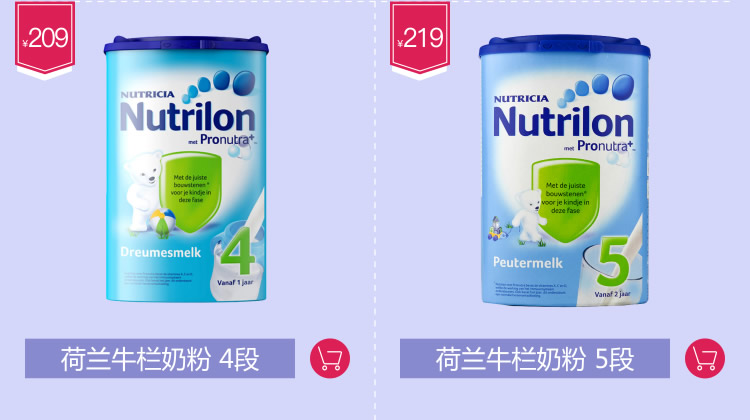 ¥209
NUTRICIA
Nutrilon
met Pronutra+
Met de juiste
bouwstenen*
voor je kindje in
deze fase
Dreumesmelk
4
Vanaf 1 jaar
荷兰牛栏奶粉 4段
¥219
NUTRICIA
Nutrilon
met Pronutra+
Met de juiste
bouwstenen*
voor je kindje in
deze fase
Peutermelk
5
Vanaf 2 jaar
荷兰牛栏奶粉 5段